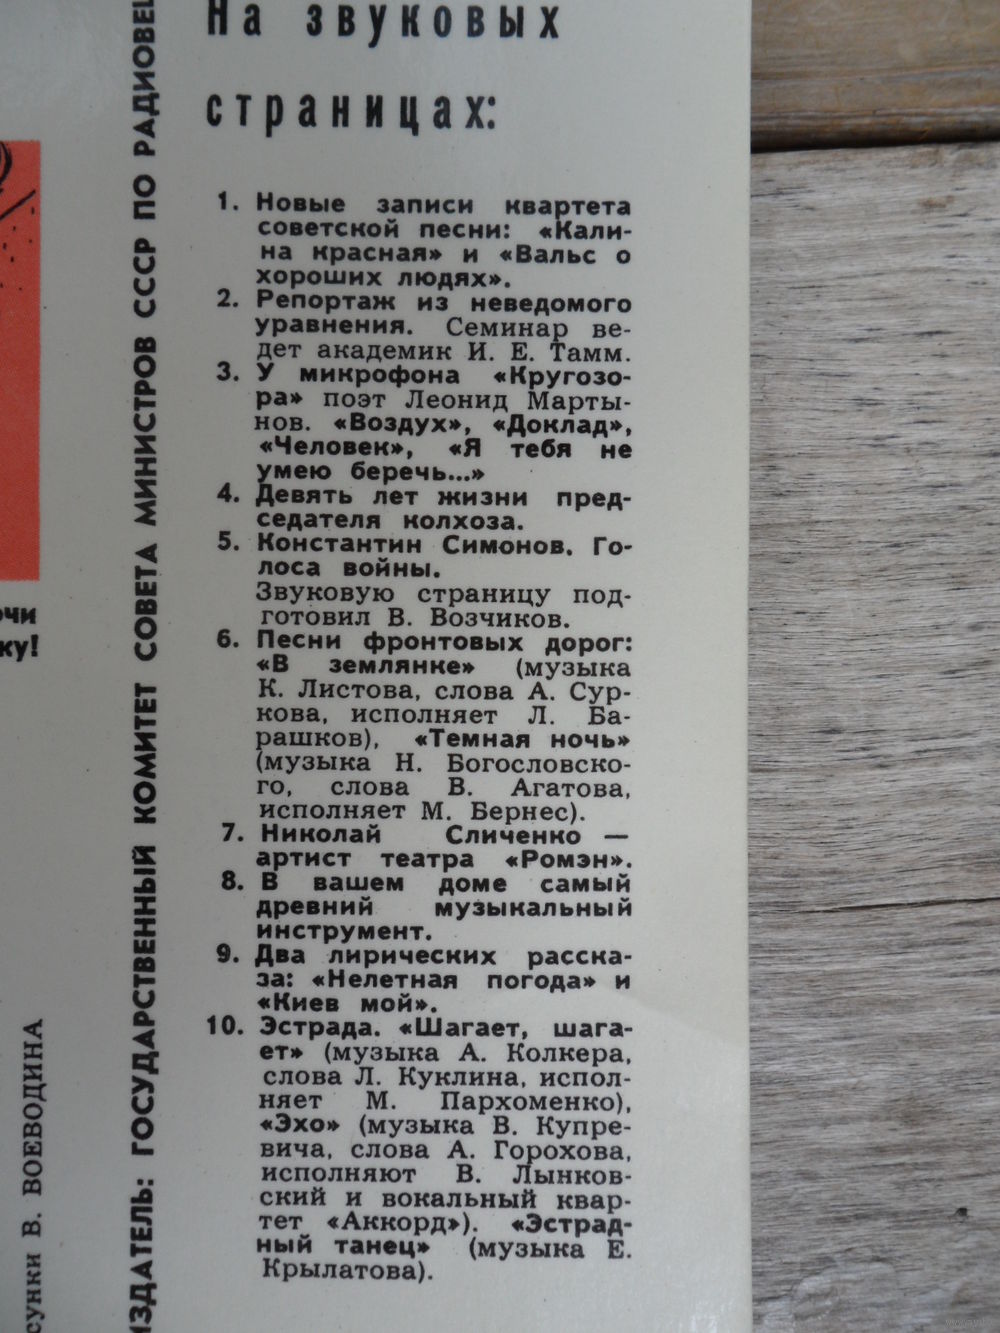 На звуковых
страницах:
1. Новые записи квартета
советской песни: «Кали-
на красная» и «Вальс о
хороших людях».
2. Репортаж из неведомого
уравнения. Семинар ве-
дет академик И. Е. Тамм.
3. У микрофона «Кругозо-
ра» поэт Леонид Марты-
нов. «Воздух», «Доклад»,
«Человек», «Я тебя не
умею беречь...»
4. Девять лет жизни пред-
седателя колхоза.
5. Константин Симонов. Го-
лоса войны.
Звуковую страницу под-
готовил В. Возчиков.
6. Песни фронтовых дорог:
«В землянке» (музыка
К. Листова, слова А. Сур-
кова, исполняет Л. Ба-
рашков), «Темная ночь»
(музыка Н. Богословско-
го, слова В. Агатова,
исполняет М. Бернес).
7. Николай Сличенко —
артист театра «Ромэн».
8. В вашем доме самый
древний музыкальный
инструмент.
9. Два лирических расска-
за: «Нелетная погода» и
«Киев мой».
10. Эстрада. «Шагает, шага-
ет» (музыка А. Колкера,
слова Л. Куклина, испол-
няет М. Пархоменко),
«Эхо» (музыка В. Купре-
вича, слова А. Горохова,
исполняют В. Лынков-
ский и вокальный квар-
тет «Аккорд»). «Эстрад-
ный танец» (музыка Е.
Крылатова).
ИЗДАТЕЛЬ: ГОСУДАРСТВЕННЫЙ КОМИТЕТ СОВЕТА МИНИСТРОВ СССР ПО РАДИОВЕЩ
сунки В. ВОЕВОДИНА
очи
ку!